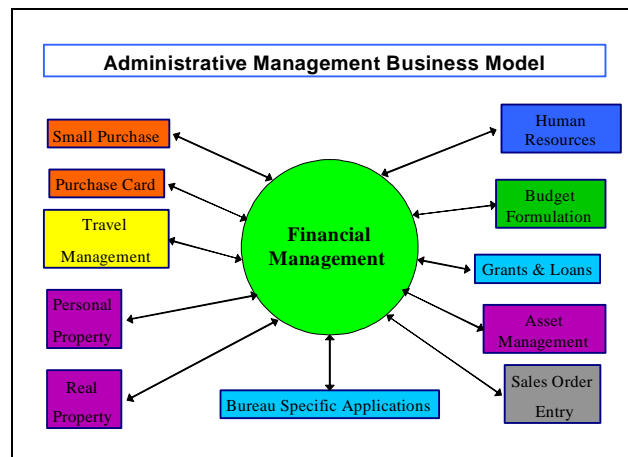 Administrative Management Business Model
Small Purchase
Purchase Card
Travel
Management
Personal
Property
Real
Property
Financial
Management
Bureau Specific Applications
Human
Resources
Budget
Formulation
Grants & Loans
Asset
Management
Sales Order
Entry